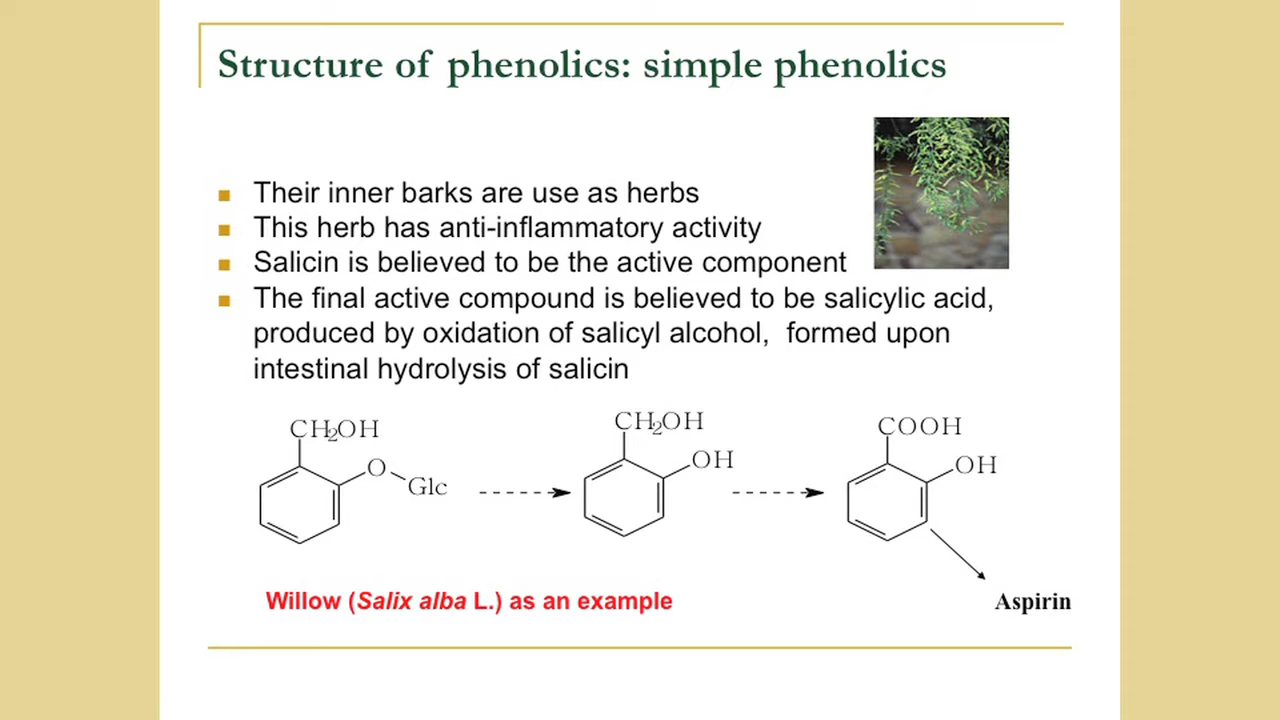 Structure of phenolics: simple phenolics
Their inner barks are use as herbs
This herb has anti-inflammatory activity
Salicin is believed to be the active component
The final active compound is believed to be salicylic acid,
produced by oxidation of salicyl alcohol, formed upon
intestinal hydrolysis of salicin
CH2OH
O
Glc
CH2OH
OH
COOH
OH
Willow (Salix alba L.) as an example
Aspirin